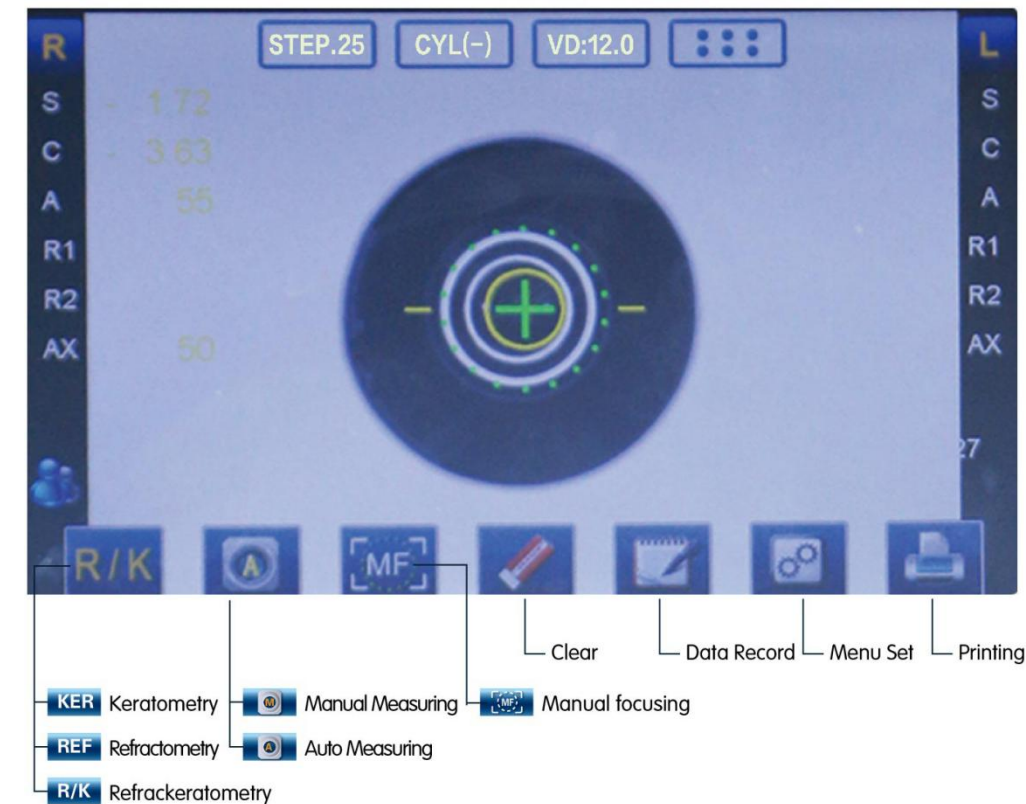 STEP.25 CYL(-) VD:12.0
R L
S - 1.72 S
C - 3.63 C
A 55 A
R1 R1
R2 R2
AX 50 AX
27
R/K A MF
Clear Data Record Menu Set Printing
KER Keratometry M Manual Measuring MF Manual focusing
REF Refractometry A Auto Measuring
R/K Refrackeratometry